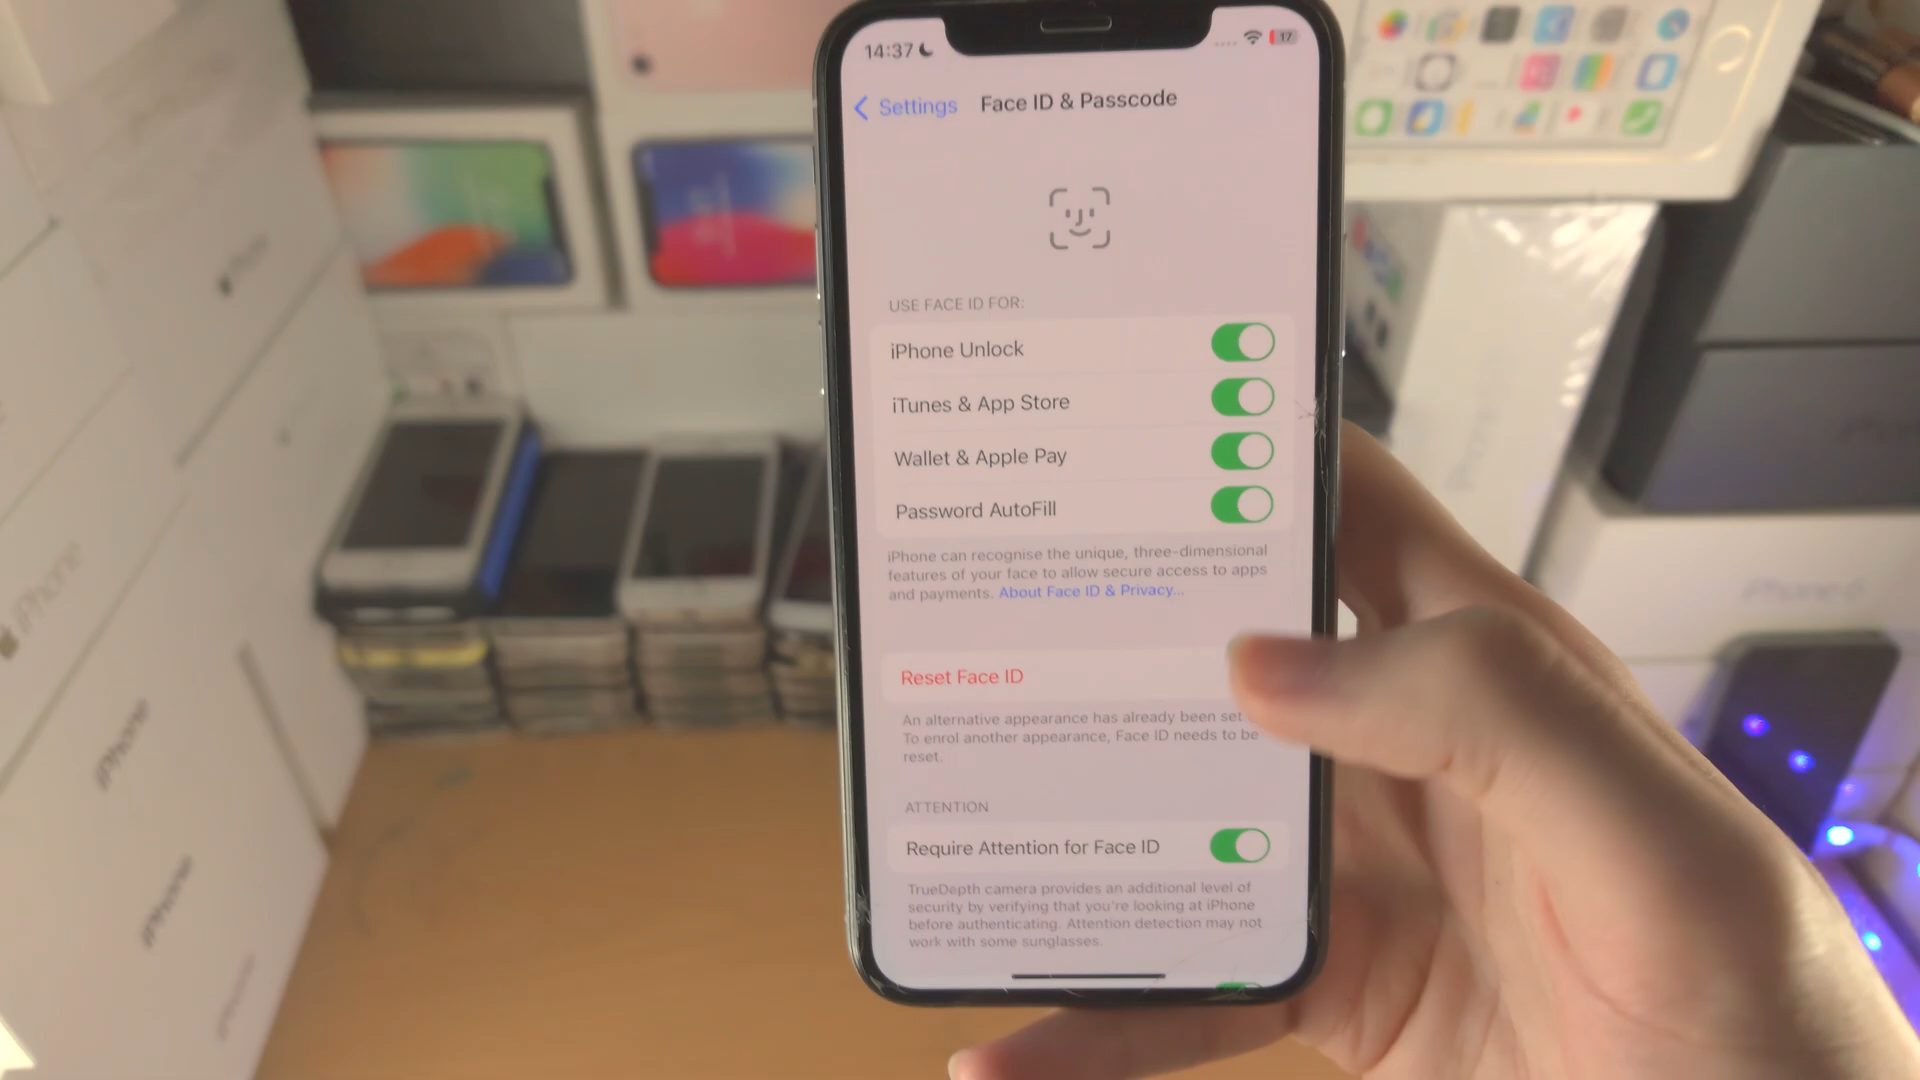 14:37
17
Settings
Face ID & Passcode
USE FACE ID FOR:
iPhone Unlock
iTunes & App Store
Wallet & Apple Pay
Password AutoFill
iPhone can recognise the unique, three-dimensional
features of your face to allow secure access to apps
and payments. About Face ID & Privacy...
Reset Face ID
An alternative appearance has already been set
To enrol another appearance, Face ID needs to be
reset.
ATTENTION
Require Attention for Face ID
TrueDepth camera provides an additional level of
security by verifying that you're looking at iPhone
before authenticating. Attention detection may not
work with some sunglasses.
iPhone
iPhone
iPhone
iPhone